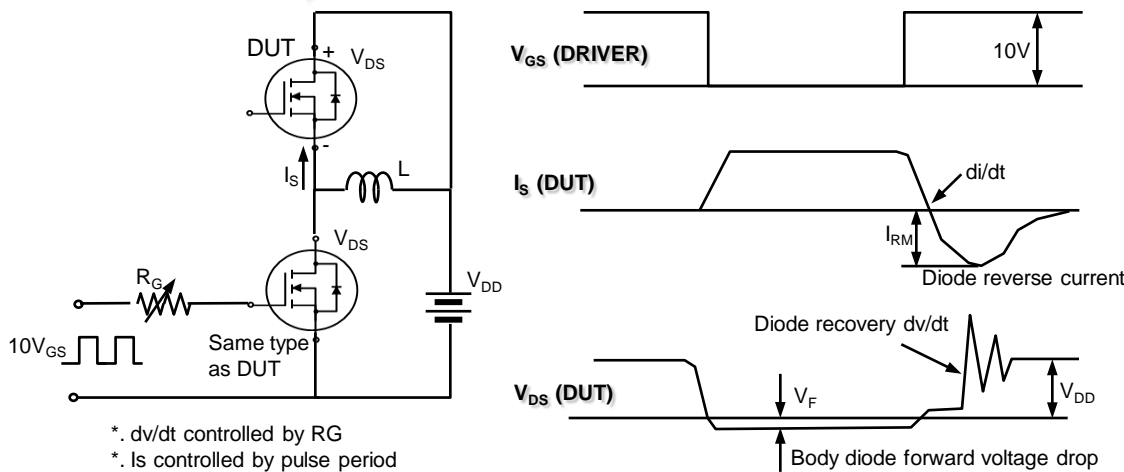 DUT
+
V_DS
-
I_S
L
V_DS
R_G
V_DD
10V_GS
Same type
as DUT
*. dv/dt controlled by RG
*. Is controlled by pulse period
V_GS (DRIVER)
10V
I_S (DUT)
di/dt
I_RM
Diode reverse current
Diode recovery dv/dt
V_DS (DUT)
V_F
V_DD
Body diode forward voltage drop